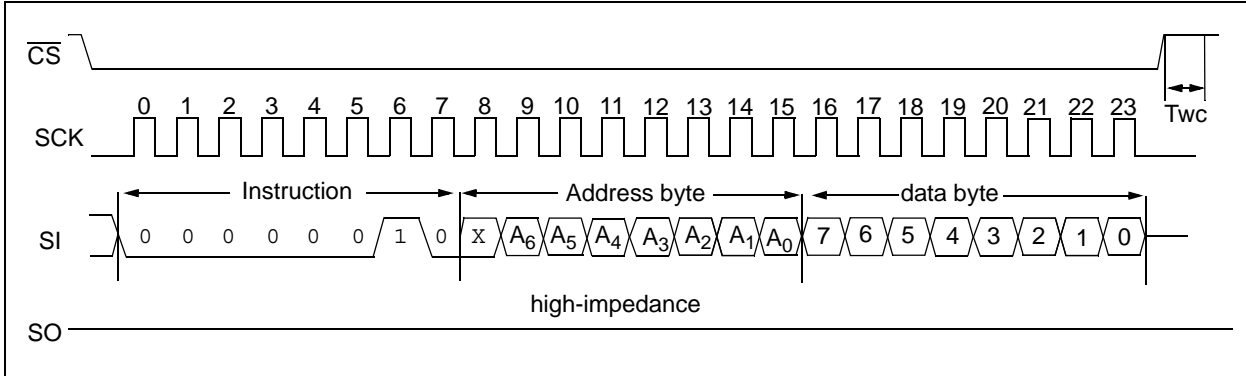 CS
0 1 2 3 4 5 6 7 8 9 10 11 12 13 14 15 16 17 18 19 20 21 22 23
Twc
SCK
Instruction Address byte data byte
SI 0 0 0 0 0 0 1 0 X A6 A5 A4 A3 A2 A1 A0 7 6 5 4 3 2 1 0
high-impedance
SO